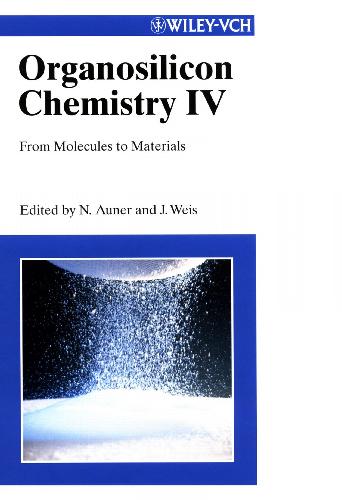 WILEY-VCH
Organosilicon
Chemistry IV
From Molecules to Materials
Edited by N. Auner and J. Weis